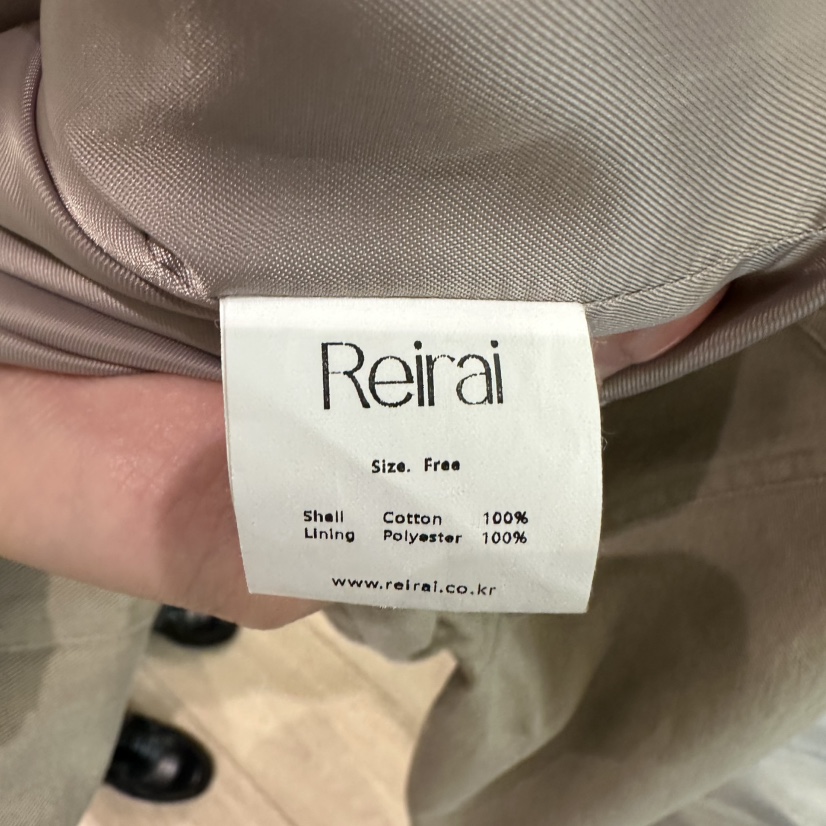 Reirai
Size. Free
Shell Cotton 100%
Lining Polyester 100%
www.reirai.co.kr